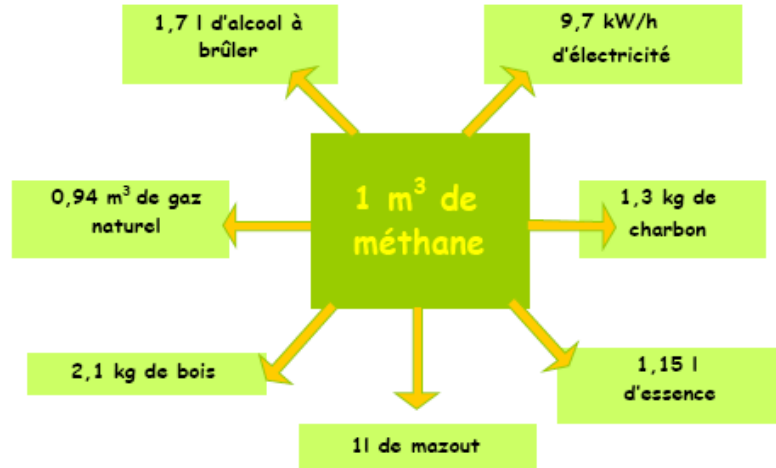 1,7 l d'alcool à
brûler
9,7 kW/h
d'électricité
0,94 m³ de gaz
naturel
1 m³ de
méthane
1,3 kg de
charbon
2,1 kg de bois
1,15 l
d'essence
1l de mazout